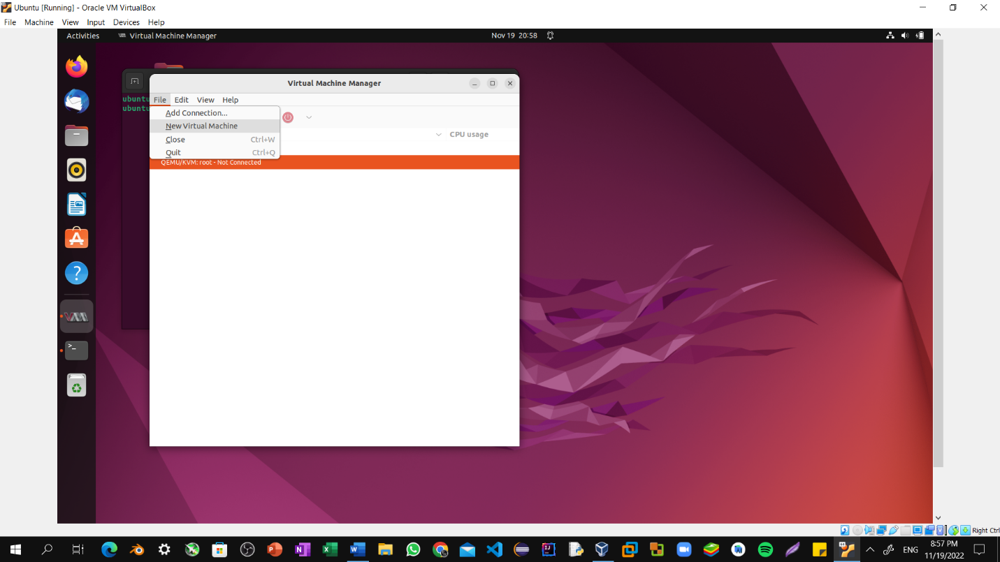 Ubuntu [Running] - Oracle VM VirtualBox
File Machine View Input Devices Help
Activities Virtual Machine Manager Nov 19 20:58
Virtual Machine Manager
ubuntu
ubuntu
File Edit View Help
Add Connection...
New Virtual Machine
Close Ctrl+W
Quit Ctrl+Q
CPU usage
QEMU/KVM: root - Not Connected
Right Ctrl
ENG
8:57 PM
11/19/2022